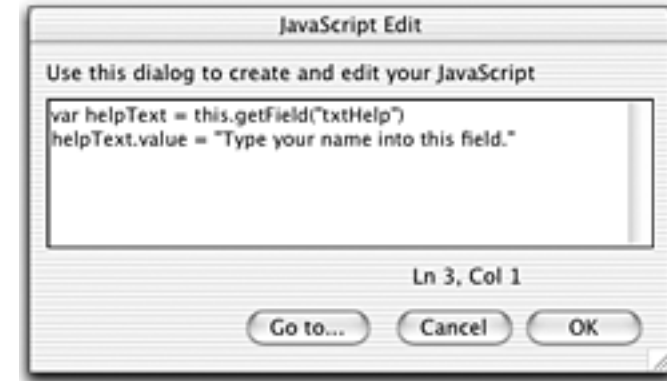 JavaScript Edit
Use this dialog to create and edit your JavaScript
var helpText = this.getField("txtHelp")
helpText.value = "Type your name into this field."
Ln 3, Col 1
Go to... Cancel OK